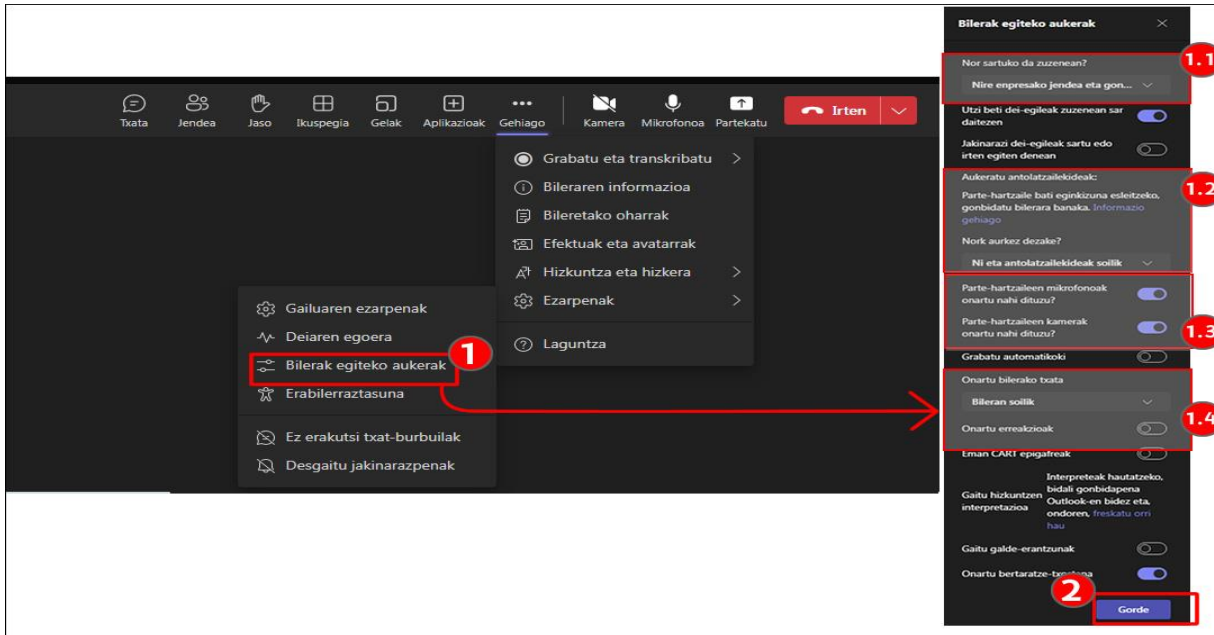 Txata
Jendea
Jaso
Ikuspegia
Gelak
Aplikazioak
Gehiago
Kamera
Mikrofonoa
Partekatu
Irten
Grabatu eta transkribatu
Bileraren informazioa
Bileretako oharrak
Efektuak eta avatarrak
Hizkuntza eta hizkera
Ezarpenak
Laguntza
Gailuaren ezarpenak
Deiaren egoera
Bilerak egiteko aukerak
1
Erabilerraztasuna
Ez erakutsi txat-burbuilak
Desgaitu jakinarazpenak
Bilerak egiteko aukerak
1.1
Nor sartuko da zuzenean?
Nire enpresako jendea eta gon...
Utzi beti dei-egileak zuzenean sar
daitezen
Jakinarazi dei-egileak sartu edo
irten egiten denean
1.2
Aukeratu antolatzailekideak:
Parte-hartzaile bati eginkizuna esleitzeko,
gonbidatu bilerara banaka. Informazio
gehiago
Nork aurkez dezake?
Ni eta antolatzailekideak soilik
Parte-hartzaileen mikrofonoak
onartu nahi dituzu?
Parte-hartzaileen kamerak
onartu nahi dituzu?
1.3
Grabatu automatikoki
Onartu bilerako txata
Bileran soilik
1.4
Onartu erreakzioak
Eman CART epigafreak
Gaitu hizkuntzen
interpretazioa
Interpreteak hautatzeko,
bidali gonbidapena
Outlook-en bidez eta,
ondoren, freskatu orri
hau
Gaitu galde-erantzunak
Onartu
2
Gorde